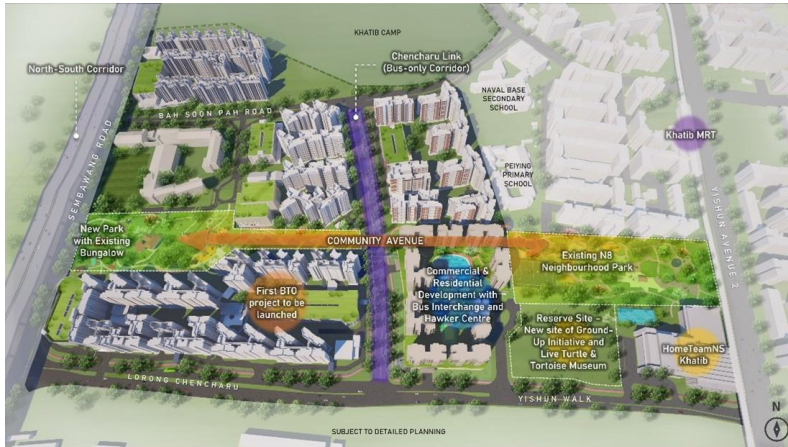 KHATIB CAMP
North-South Corridor
Chencharu Link
(Bus-only Corridor)
NAVAL BASE
SECONDARY
SCHOOL
BAH SOON PAH ROAD
Khatib MRT
SEMBAWANG ROAD
PEIYING
PRIMARY
SCHOOL
YISHUN AVENUE 2
New Park
with Existing
Bungalow
COMMUNITY AVENUE
Existing N8
Neighbourhood Park
Commercial &
Residential
Development with
Bus Interchange and
Hawker Centre
First BTO
project to be
launched
Reserve Site –
New site of Ground-
Up Initiative and
Live Turtle &
Tortoise Museum
HomeTeamNS
Khatib
LORONG CHENCHARU
YISHUN WALK
N
SUBJECT TO DETAILED PLANNING